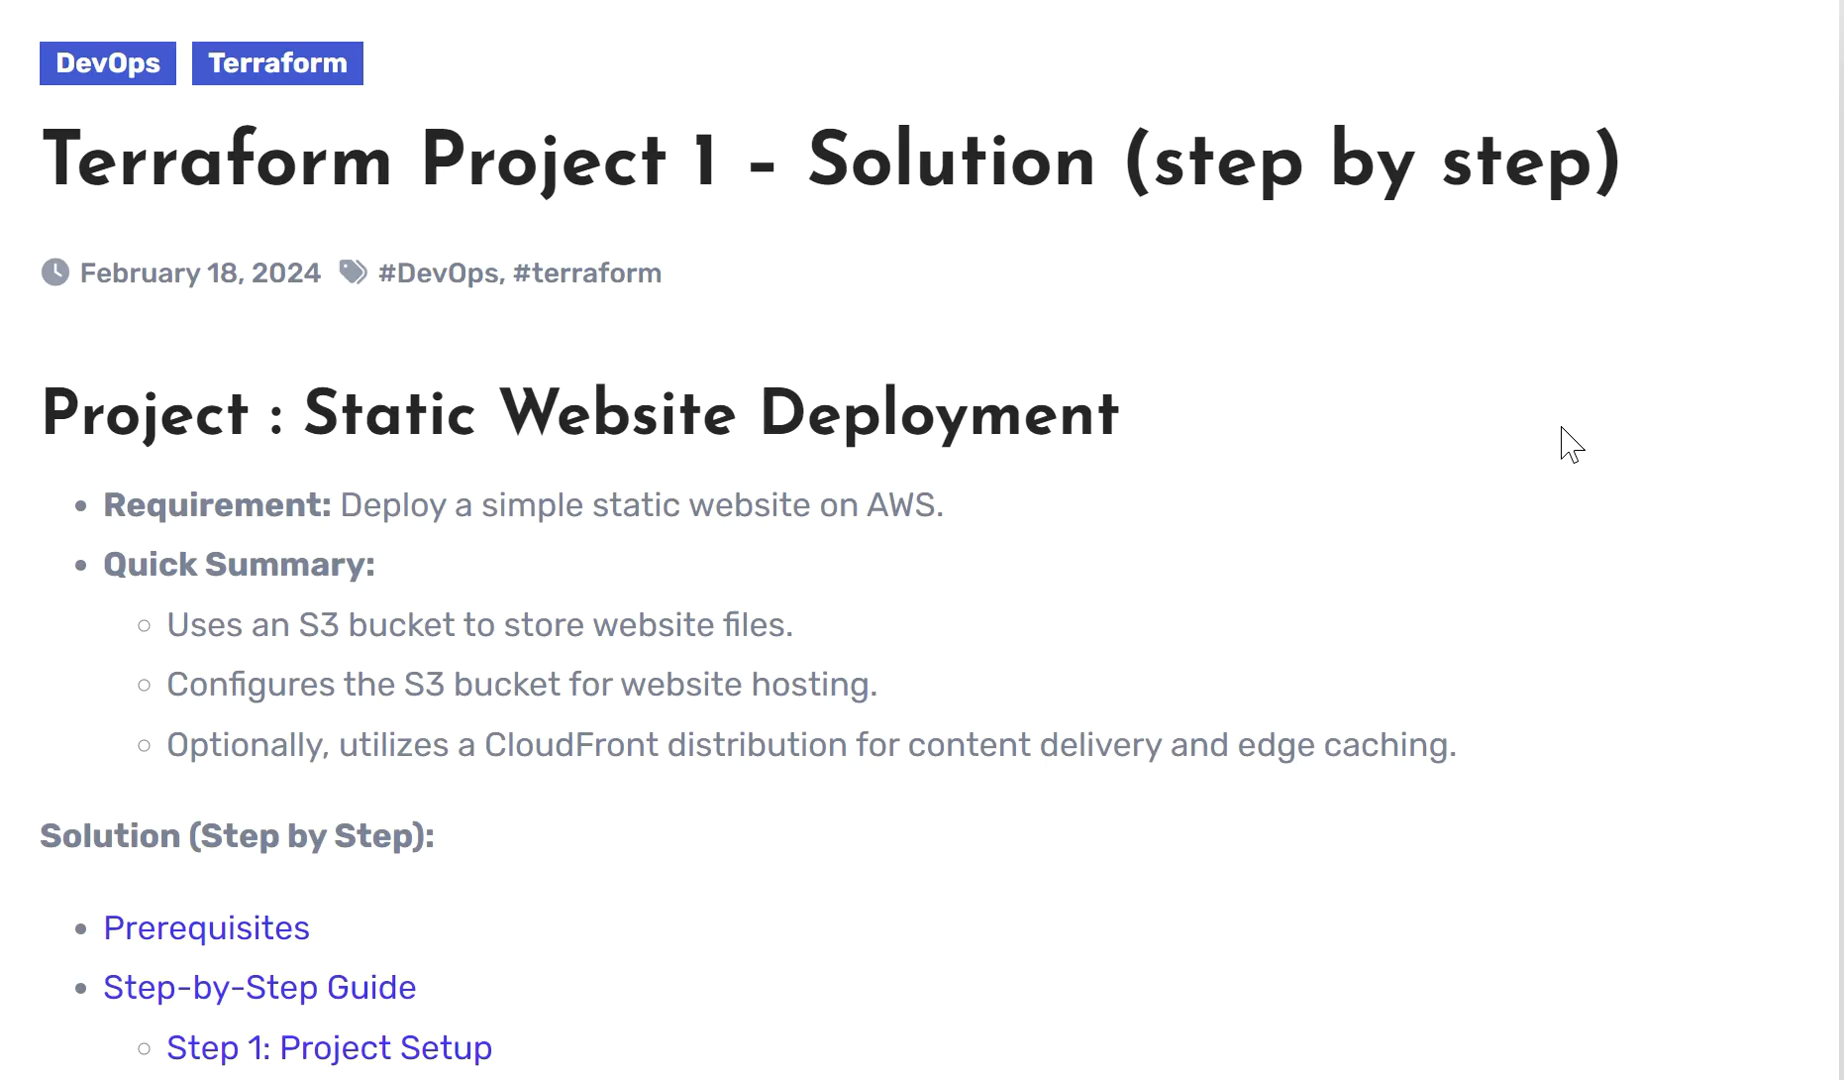 DevOps Terraform
Terraform Project 1 – Solution (step by step)
February 18, 2024 #DevOps, #terraform
Project : Static Website Deployment
• Requirement: Deploy a simple static website on AWS.
• Quick Summary:
○ Uses an S3 bucket to store website files.
○ Configures the S3 bucket for website hosting.
○ Optionally, utilizes a CloudFront distribution for content delivery and edge caching.
Solution (Step by Step):
• Prerequisites
• Step-by-Step Guide
○ Step 1: Project Setup